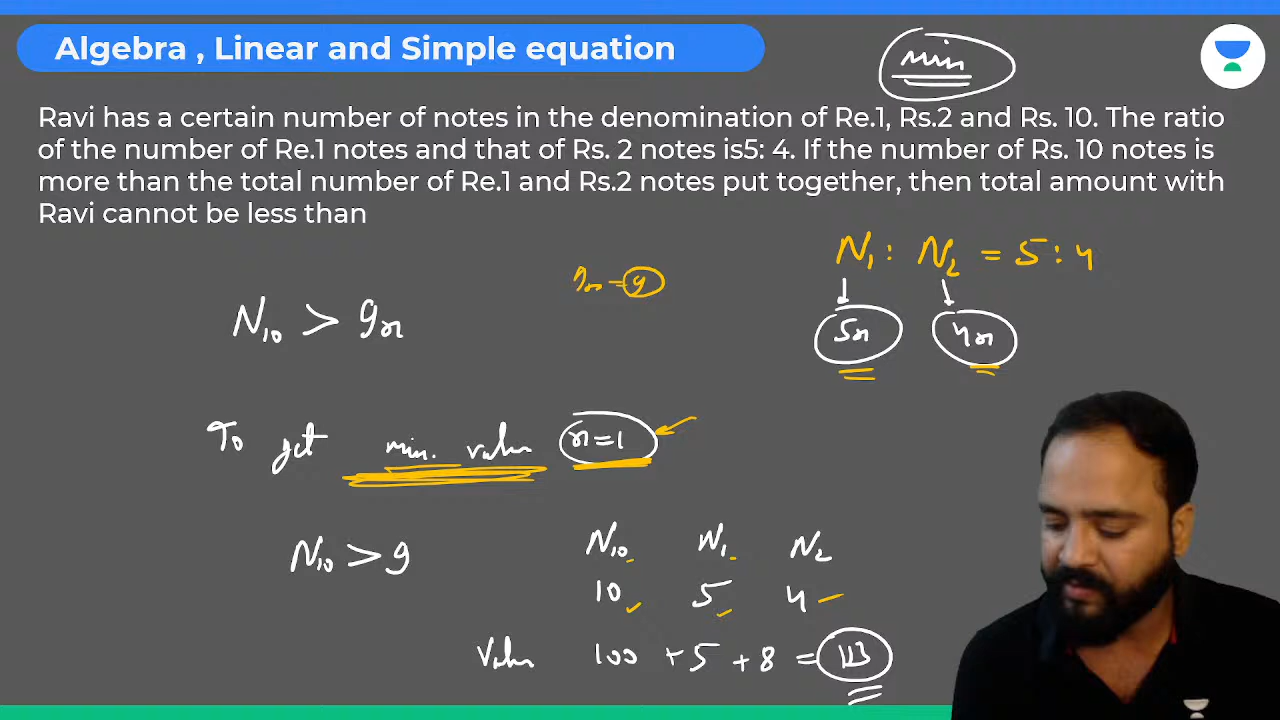 Algebra , Linear and Simple equation
min
Ravi has a certain number of notes in the denomination of Re.1, Rs.2 and Rs. 10. The ratio
of the number of Re.1 notes and that of Rs. 2 notes is5: 4. If the number of Rs. 10 notes is
more than the total number of Re.1 and Rs.2 notes put together, then total amount with
Ravi cannot be less than
N₁ : N₂ = 5 : 4
9x = 9
N₁₀ > 9x
5x 4x
To get min. value x=1
N₁₀ > 9
N₁₀ N₁ N₂
10 5 4
Value 100 + 5 + 8 = 113